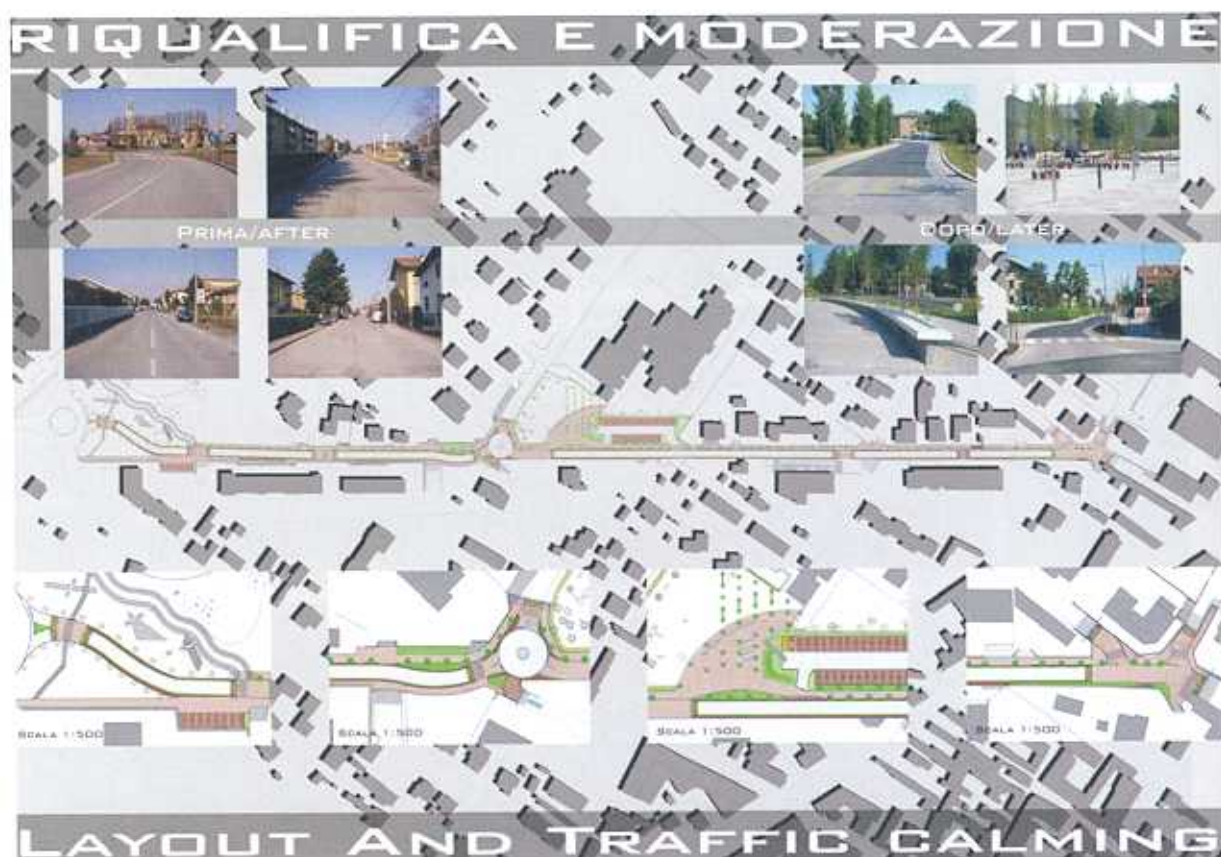 RIQUALIFICA E MODERAZIONE
PRIMA/AFTER
DOPO/LATER
SCALA 1:500
SCALA 1:500
SCALA 1:500
SCALA 1:500
LAYOUT AND TRAFFIC CALMING